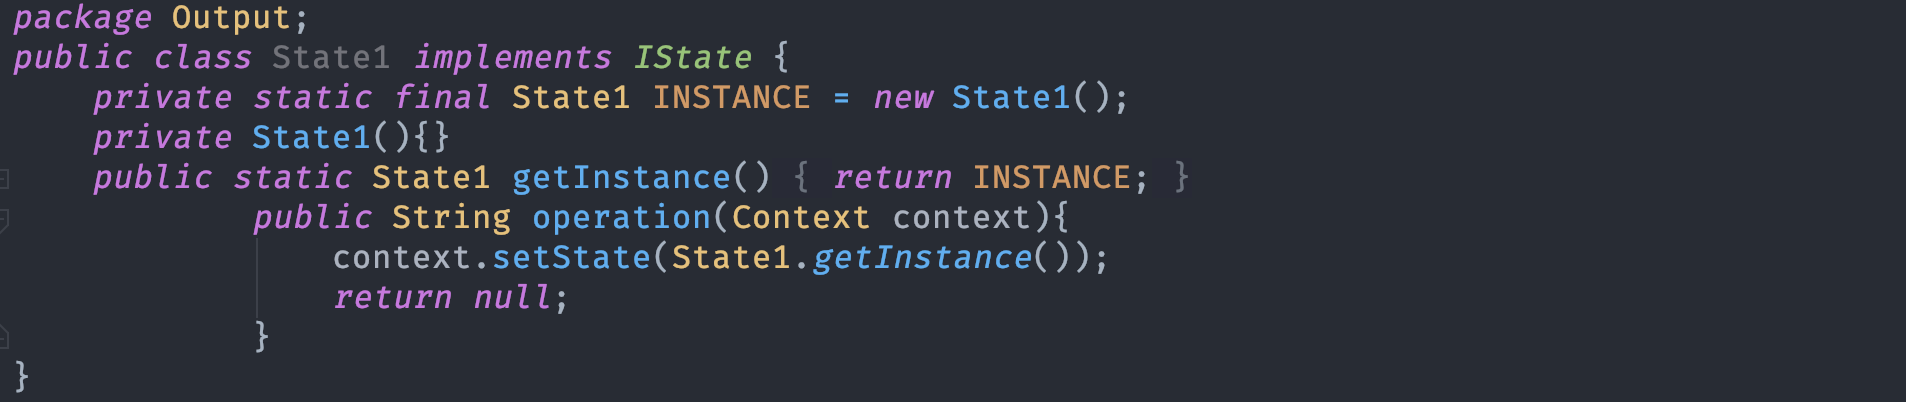 package Output;
public class State1 implements IState {
    private static final State1 INSTANCE = new State1();
    private State1(){}
    public static State1 getInstance() { return INSTANCE; }
            public String operation(Context context){
                context.setState(State1.getInstance());
                return null;
            }
}